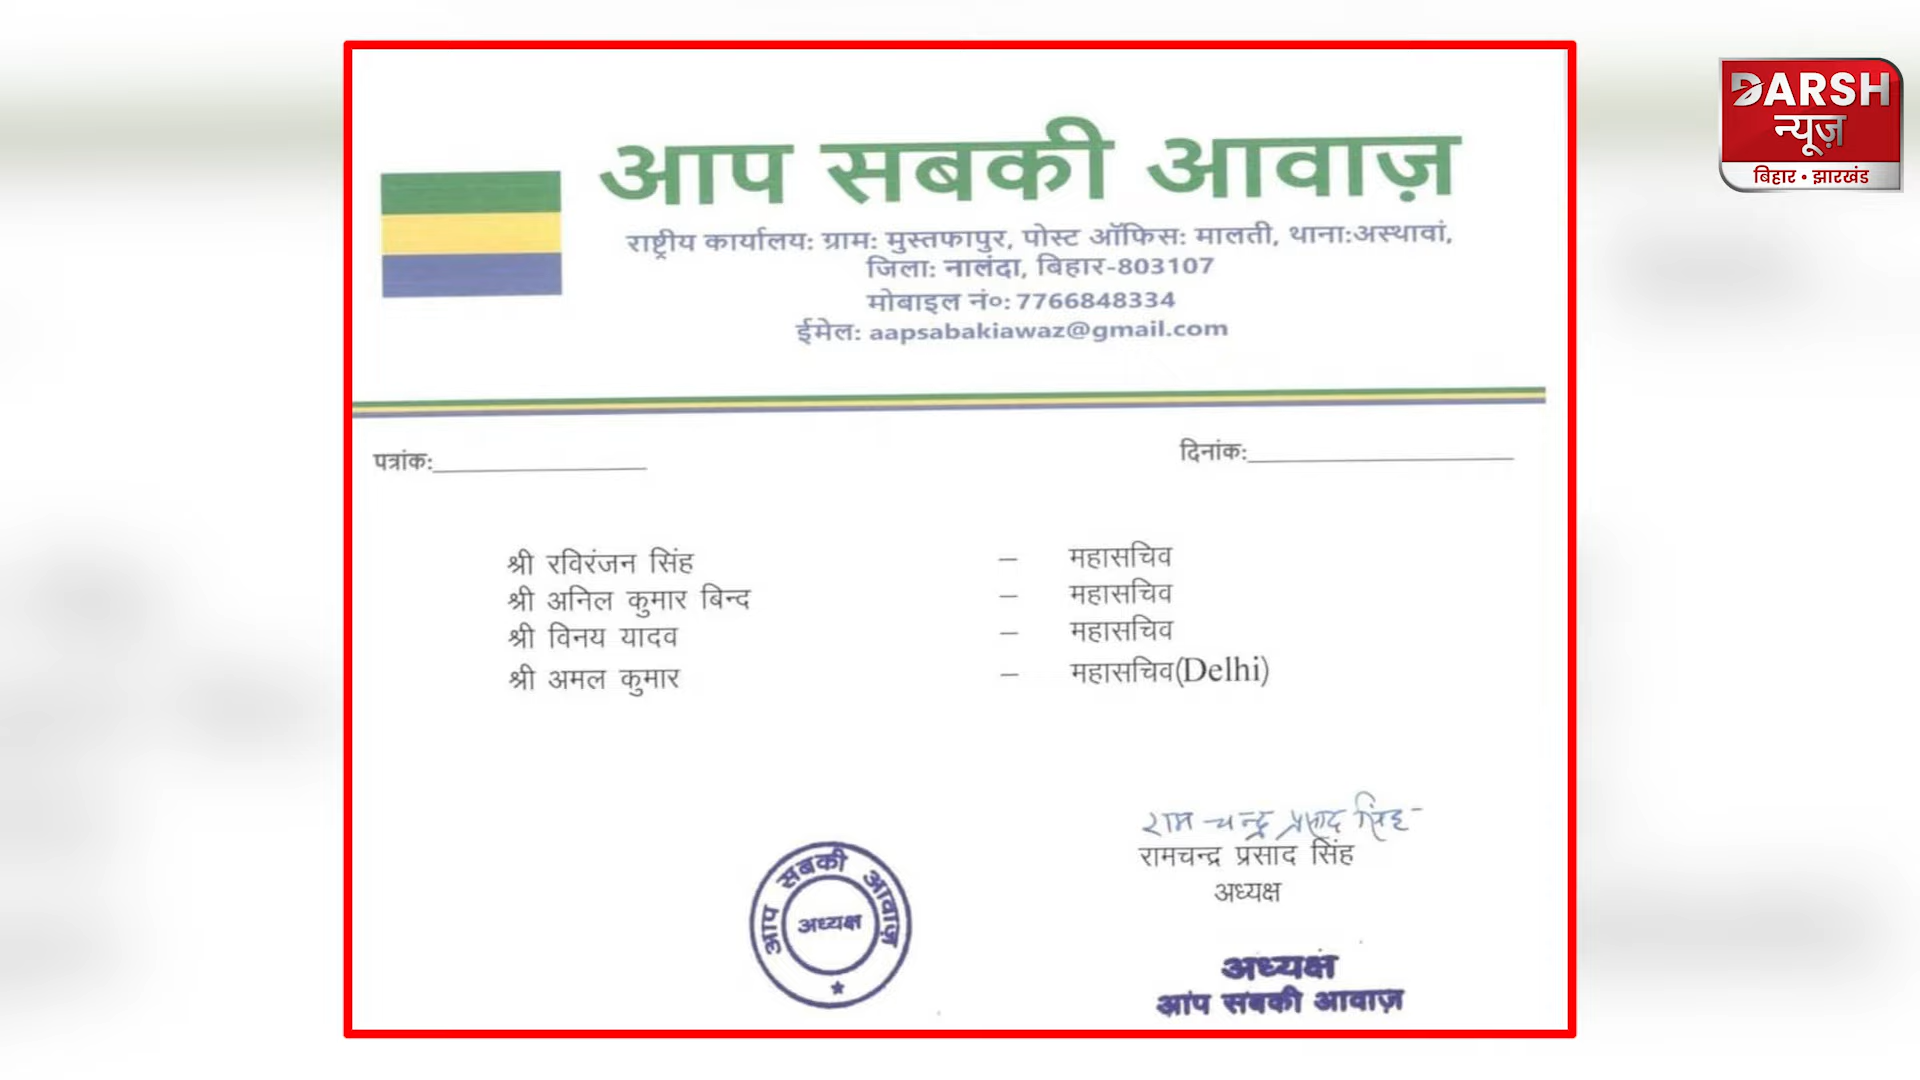 DARSH
न्यूज़
बिहार • झारखंड
आप सबकी आवाज़
राष्ट्रीय कार्यालय: ग्राम: मुस्तफापुर, पोस्ट ऑफिस: मालती, थाना:अस्थावां,
जिला: नालंदा, बिहार-803107
मोबाइल नं०: 7766848334
ईमेल: aapsabakiawaz@gmail.com
पत्रांक:
दिनांक:
श्री रविरंजन सिंह – महासचिव
श्री अनिल कुमार बिन्द – महासचिव
श्री विनय यादव – महासचिव
श्री अमल कुमार – महासचिव(Delhi)
राम चन्द्र प्रसाद सिंह
रामचन्द्र प्रसाद सिंह
अध्यक्ष
आप सबकी आवाज़
अध्यक्ष
अध्यक्ष
आप सबकी आवाज़